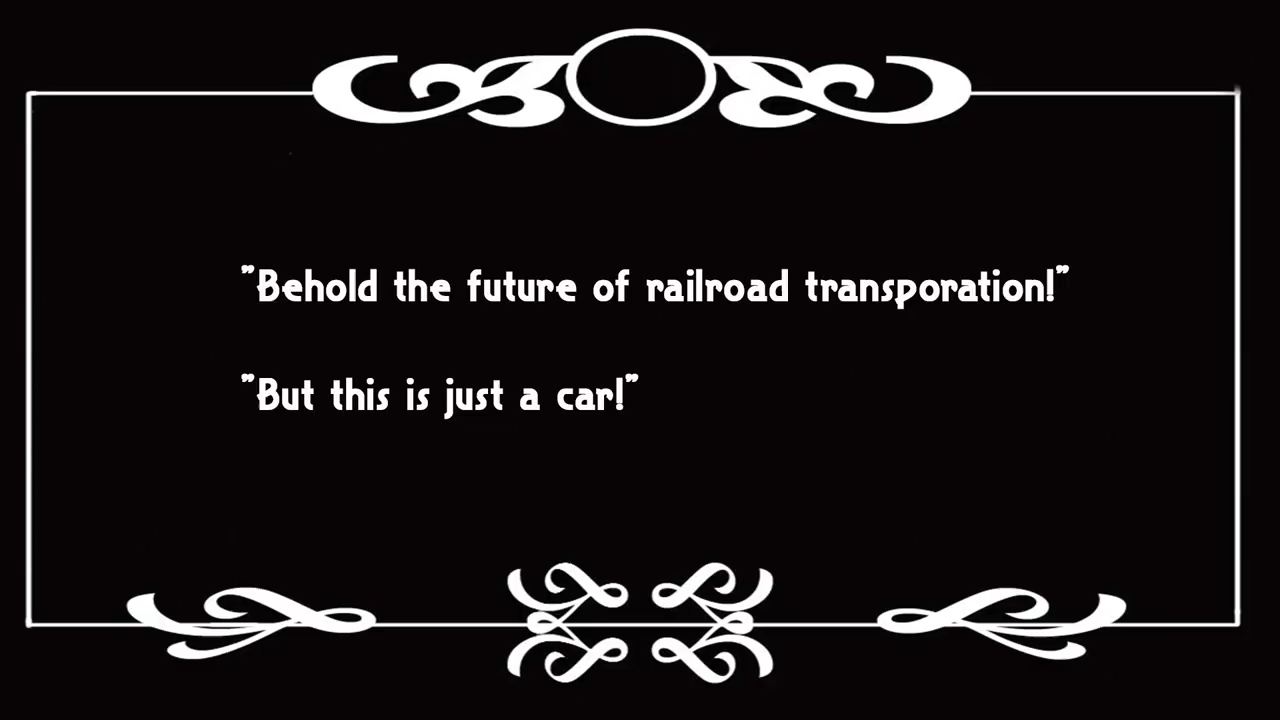 "Behold the future of railroad transporation!"
"But this is just a car!"